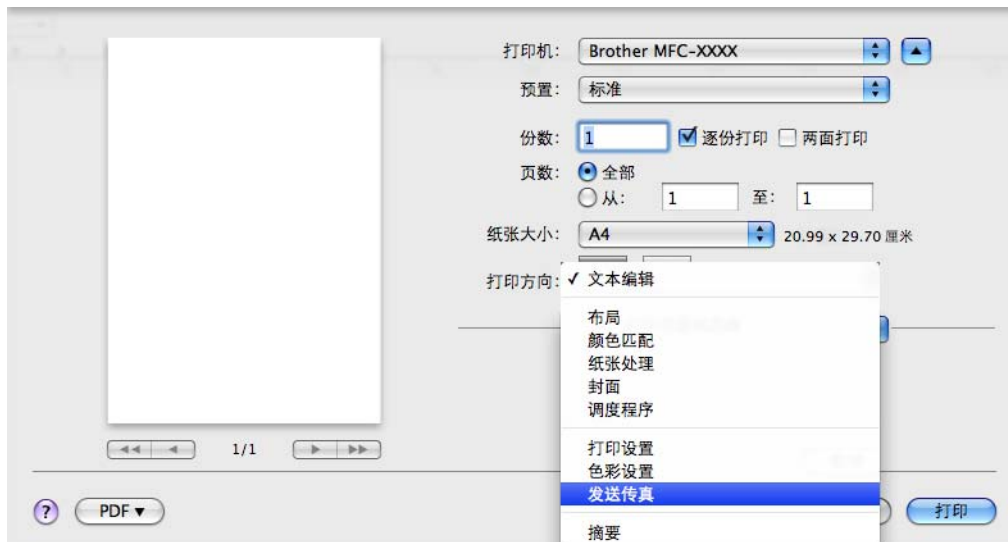 打印机: Brother MFC-XXXX
预置: 标准
份数: 1 逐份打印 两面打印
页数: 全部
从: 1 至: 1
纸张大小: A4 20.99 x 29.70 厘米
打印方向:
✓ 文本编辑
布局
颜色匹配
纸张处理
封面
调度程序
打印设置
色彩设置
发送传真
摘要
1/1
? PDF ▼ 打印